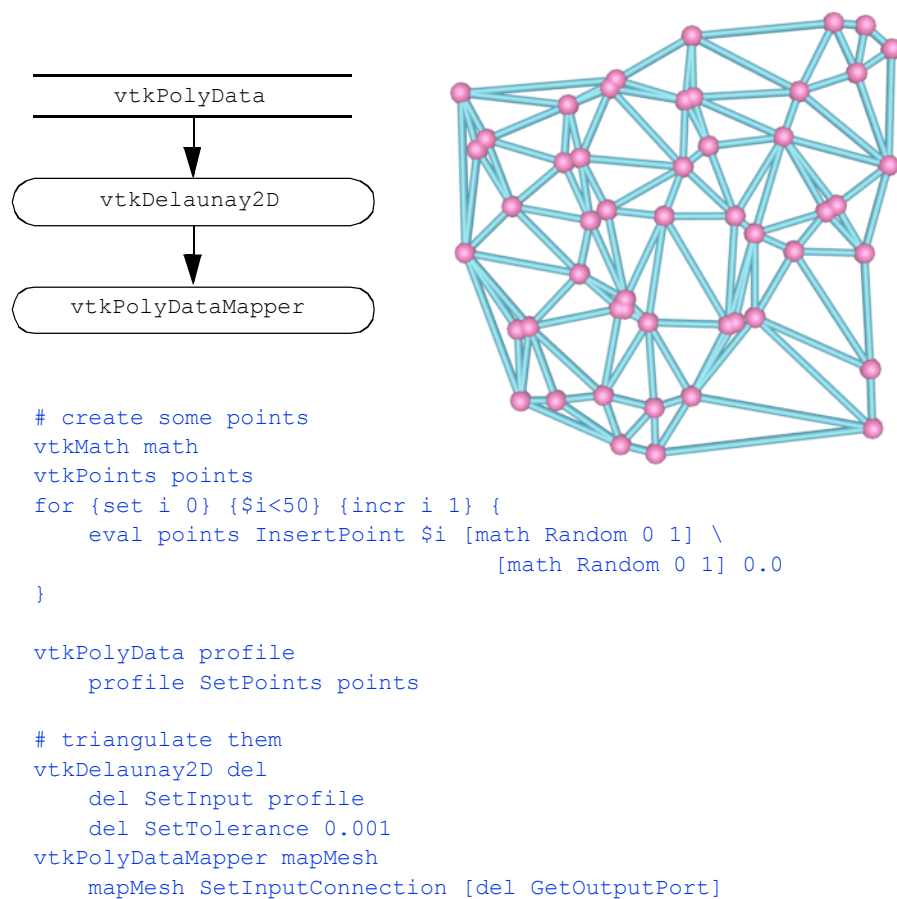 vtkPolyData
vtkDelaunay2D
vtkPolyDataMapper
# create some points
vtkMath math
vtkPoints points
for {set i 0} {$i<50} {incr i 1} {
    eval points InsertPoint $i [math Random 0 1] \
                                  [math Random 0 1] 0.0
}
vtkPolyData profile
    profile SetPoints points
# triangulate them
vtkDelaunay2D del
    del SetInput profile
    del SetTolerance 0.001
vtkPolyDataMapper mapMesh
    mapMesh SetInputConnection [del GetOutputPort]